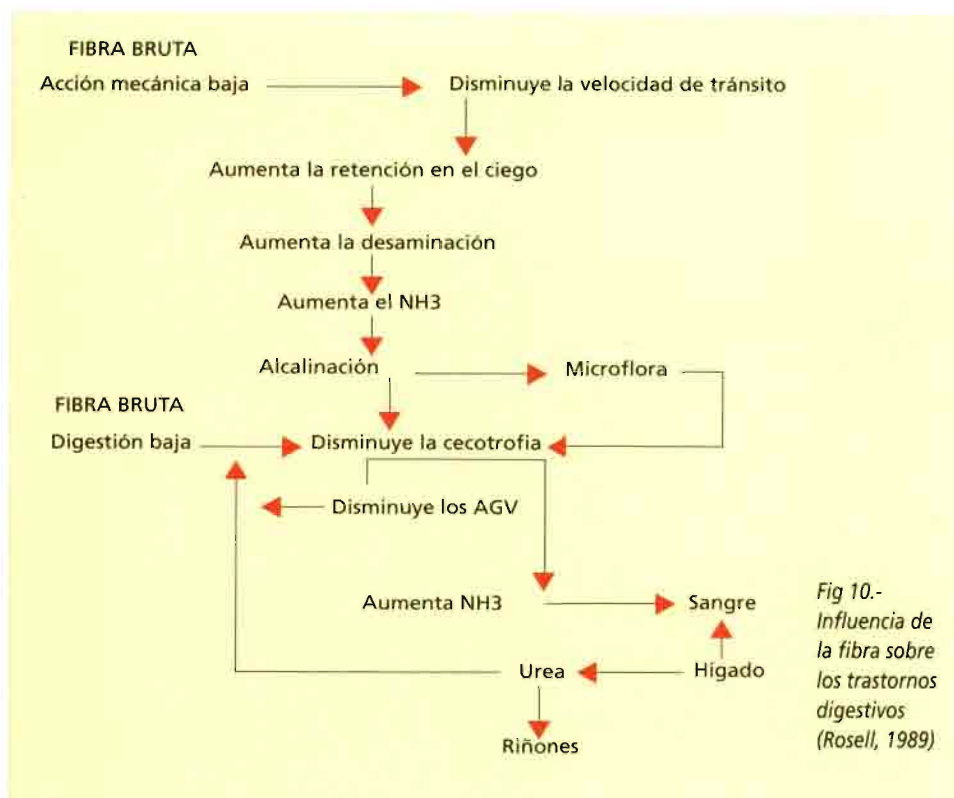 FIBRA BRUTA
Acción mecánica baja
Disminuye la velocidad de tránsito
Aumenta la retención en el ciego
Aumenta la desaminación
Aumenta el NH3
Alcalinación
Microflora
FIBRA BRUTA
Digestión baja
Disminuye la cecotrofia
Disminuye los AGV
Aumenta NH3
Sangre
Urea
Higado
Riñones
Fig 10.-
Influencia de
la fibra sobre
los trastornos
digestivos
(Rosell, 1989)